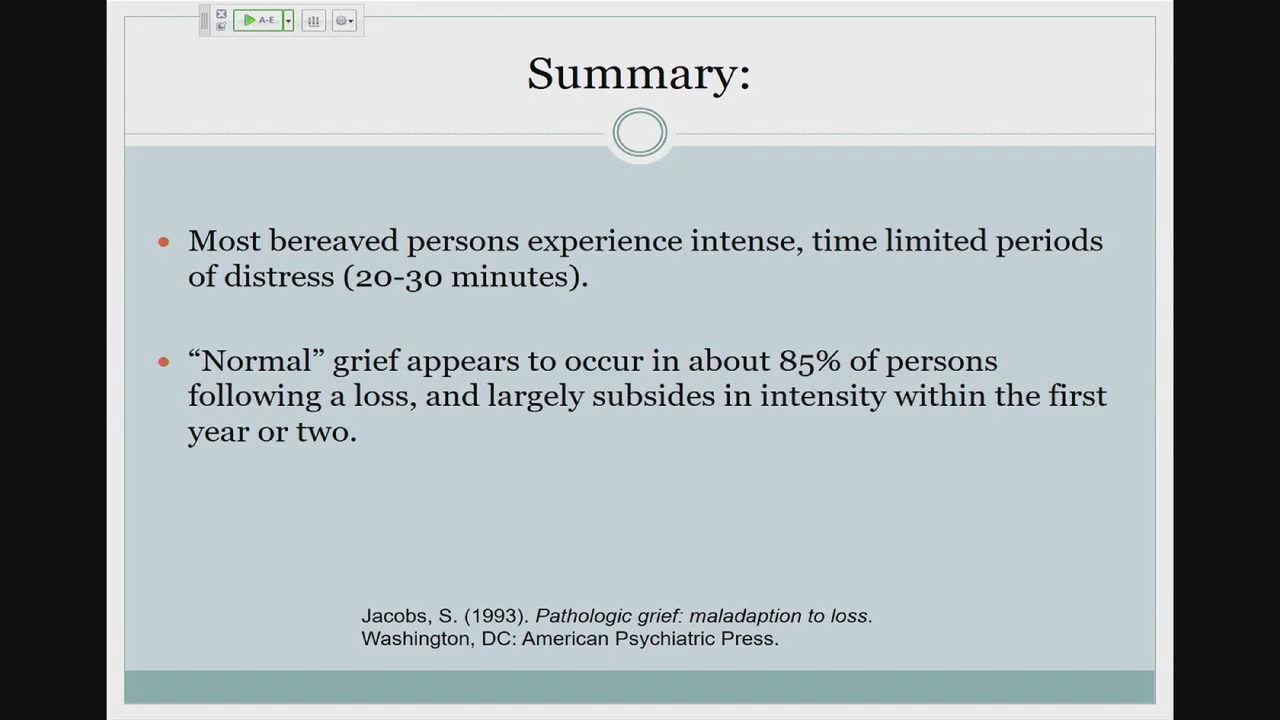 A-E
Summary:
Most bereaved persons experience intense, time limited periods
of distress (20-30 minutes).
“Normal” grief appears to occur in about 85% of persons
following a loss, and largely subsides in intensity within the first
year or two.
Jacobs, S. (1993). Pathologic grief: maladaption to loss.
Washington, DC: American Psychiatric Press.